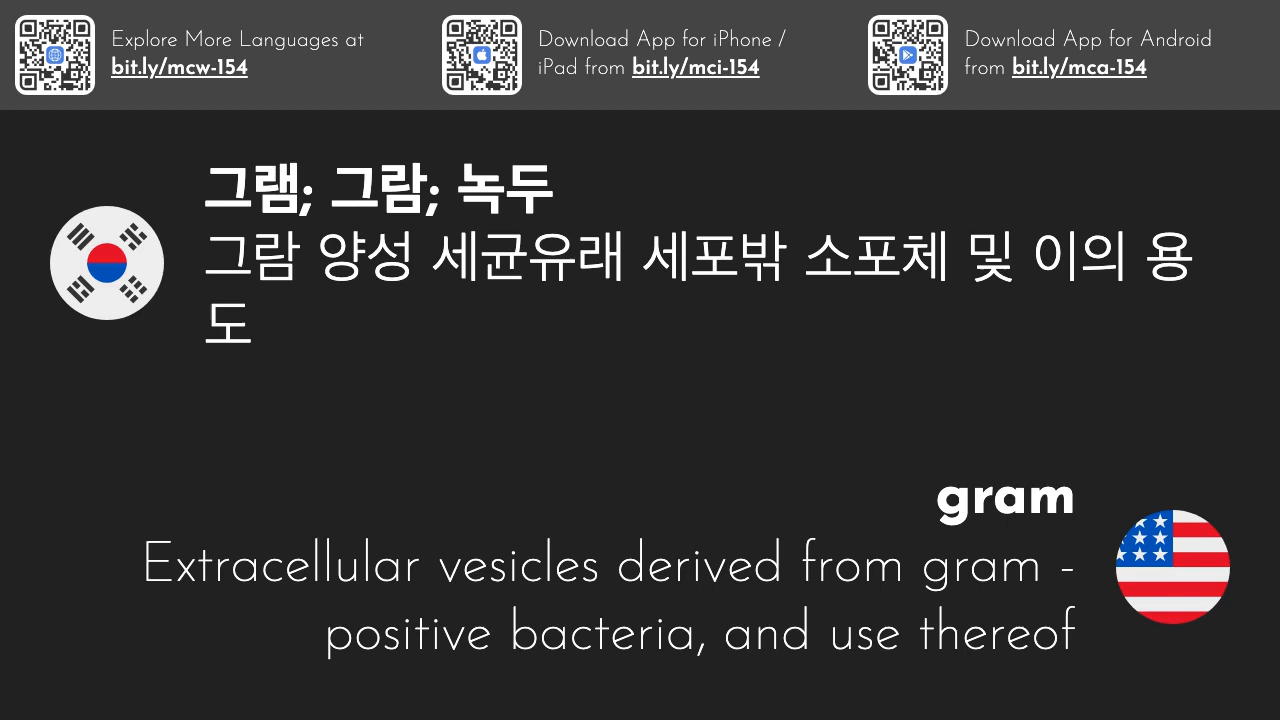 Explore More Languages at
bit.ly/mcw-154
Download App for iPhone /
iPad from bit.ly/mci-154
Download App for Android
from bit.ly/mca-154
그램; 그람; 녹두
그람 양성 세균유래 세포밖 소포체 및 이의 용
도
gram
Extracellular vesicles derived from gram -
positive bacteria, and use thereof